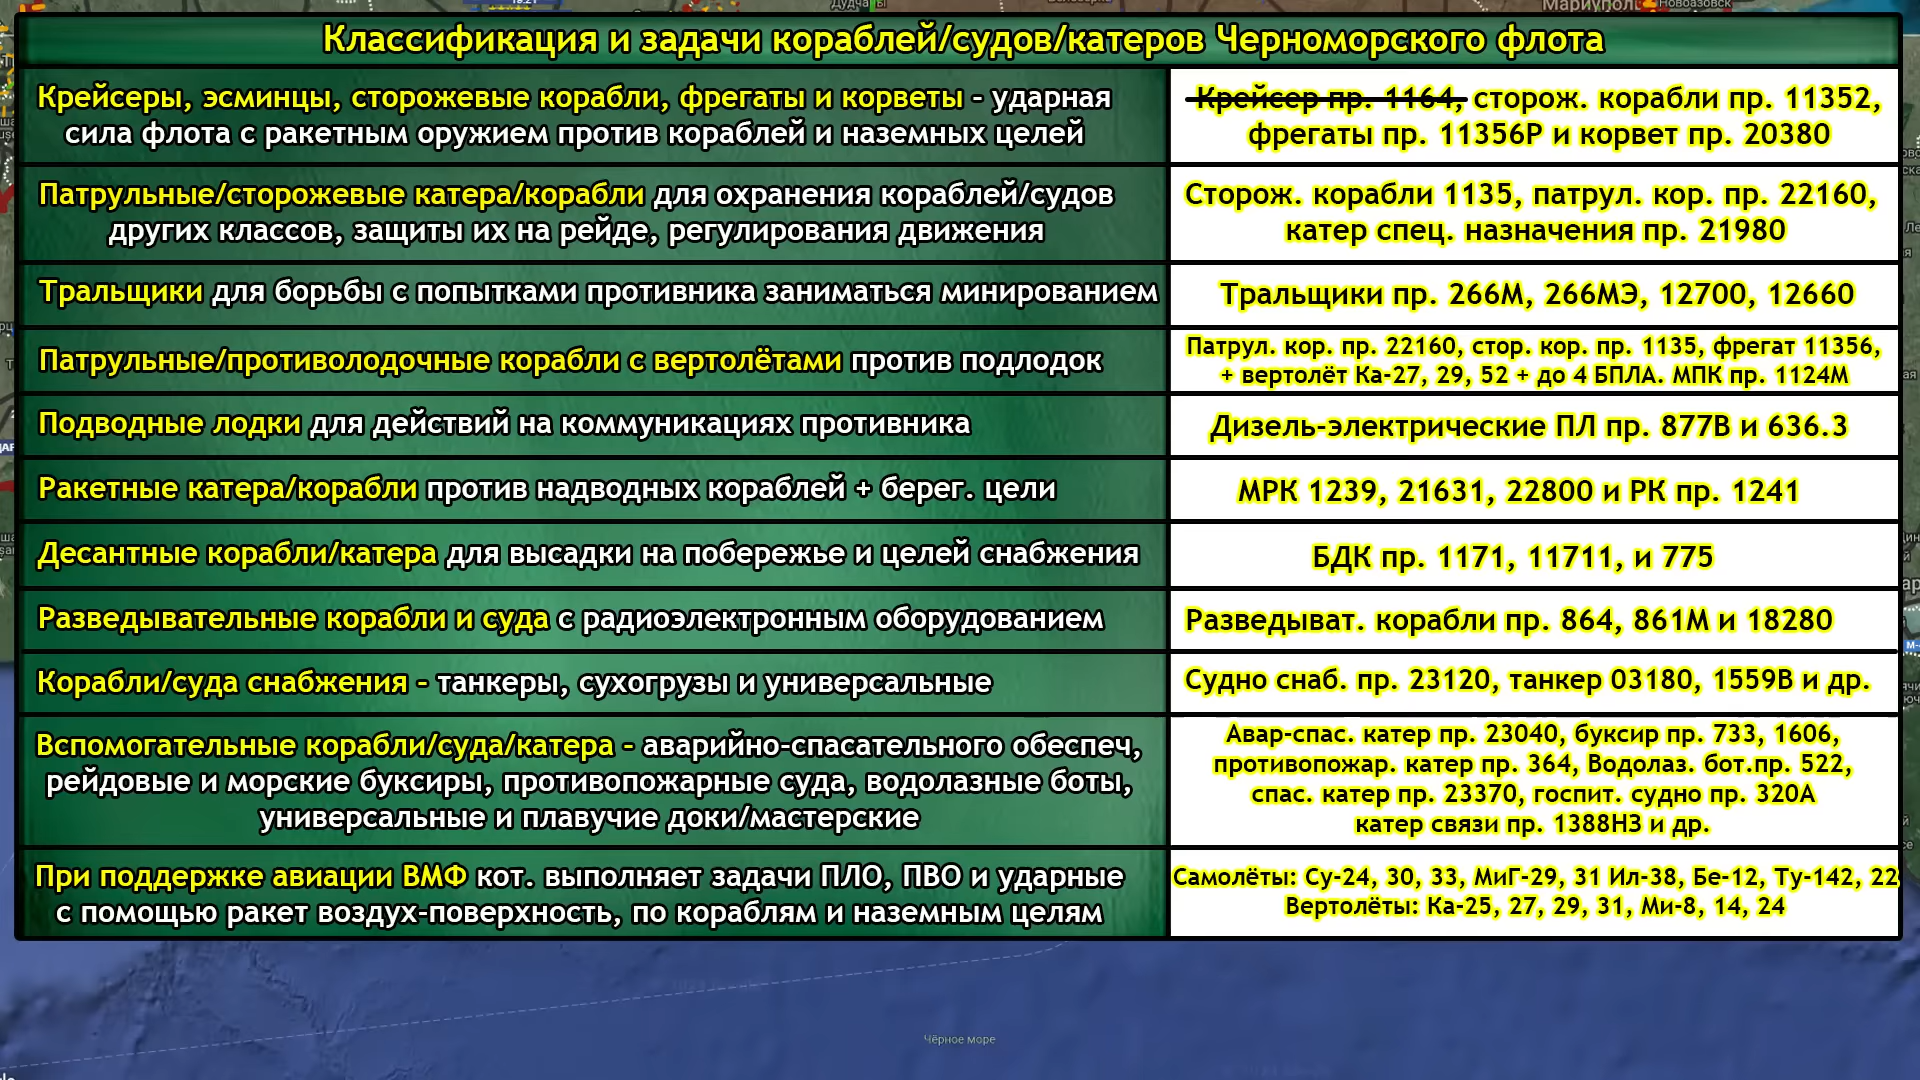 Дудчаны
Мариуполь
Новоазовск
Классификация и задачи кораблей/судов/катеров Черноморского флота
Крейсеры, эсминцы, сторожевые корабли, фрегаты и корветы - ударная
сила флота с ракетным оружием против кораблей и наземных целей
Крейсер пр. 1164, сторож. корабли пр. 11352,
фрегаты пр. 11356Р и корвет пр. 20380
Патрульные/сторожевые катера/корабли для охранения кораблей/судов
других классов, защиты их на рейде, регулирования движения
Сторож. корабли 1135, патрул. кор. пр. 22160,
катер спец. назначения пр. 21980
Тральщики для борьбы с попытками противника заниматься минированием
Тральщики пр. 266М, 266МЭ, 12700, 12660
Патрульные/противолодочные корабли с вертолётами против подлодок
Патрул. кор. пр. 22160, стор. кор. пр. 1135, фрегат 11356,
+ вертолёт Ка-27, 29, 52 + до 4 БПЛА. МПК пр. 1124М
Подводные лодки для действий на коммуникациях противника
Дизель-электрические ПЛ пр. 877В и 636.3
Ракетные катера/корабли против надводных кораблей + берег. цели
МРК 1239, 21631, 22800 и РК пр. 1241
Десантные корабли/катера для высадки на побережье и целей снабжения
БДК пр. 1171, 11711, и 775
Разведывательные корабли и суда с радиоэлектронным оборудованием
Разведыват. корабли пр. 864, 861М и 18280
Корабли/суда снабжения - танкеры, сухогрузы и универсальные
Судно снаб. пр. 23120, танкер 03180, 1559В и др.
Вспомогательные корабли/суда/катера - аварийно-спасательного обеспеч,
рейдовые и морские буксиры, противопожарные суда, водолазные боты,
универсальные и плавучие доки/мастерские
Авар-спас. катер пр. 23040, буксир пр. 733, 1606,
противопожар. катер пр. 364, Водолаз. бот.пр. 522,
спас. катер пр. 23370, госпит. судно пр. 320А
катер связи пр. 1388НЗ и др.
При поддержке авиации ВМФ кот. выполняет задачи ПЛО, ПВО и ударные
с помощью ракет воздух-поверхность, по кораблям и наземным целям
Самолёты: Су-24, 30, 33, МиГ-29, 31 Ил-38, Бе-12, Ту-142, 22
Вертолёты: Ка-25, 27, 29, 31, Ми-8, 14, 24
Чёрное море